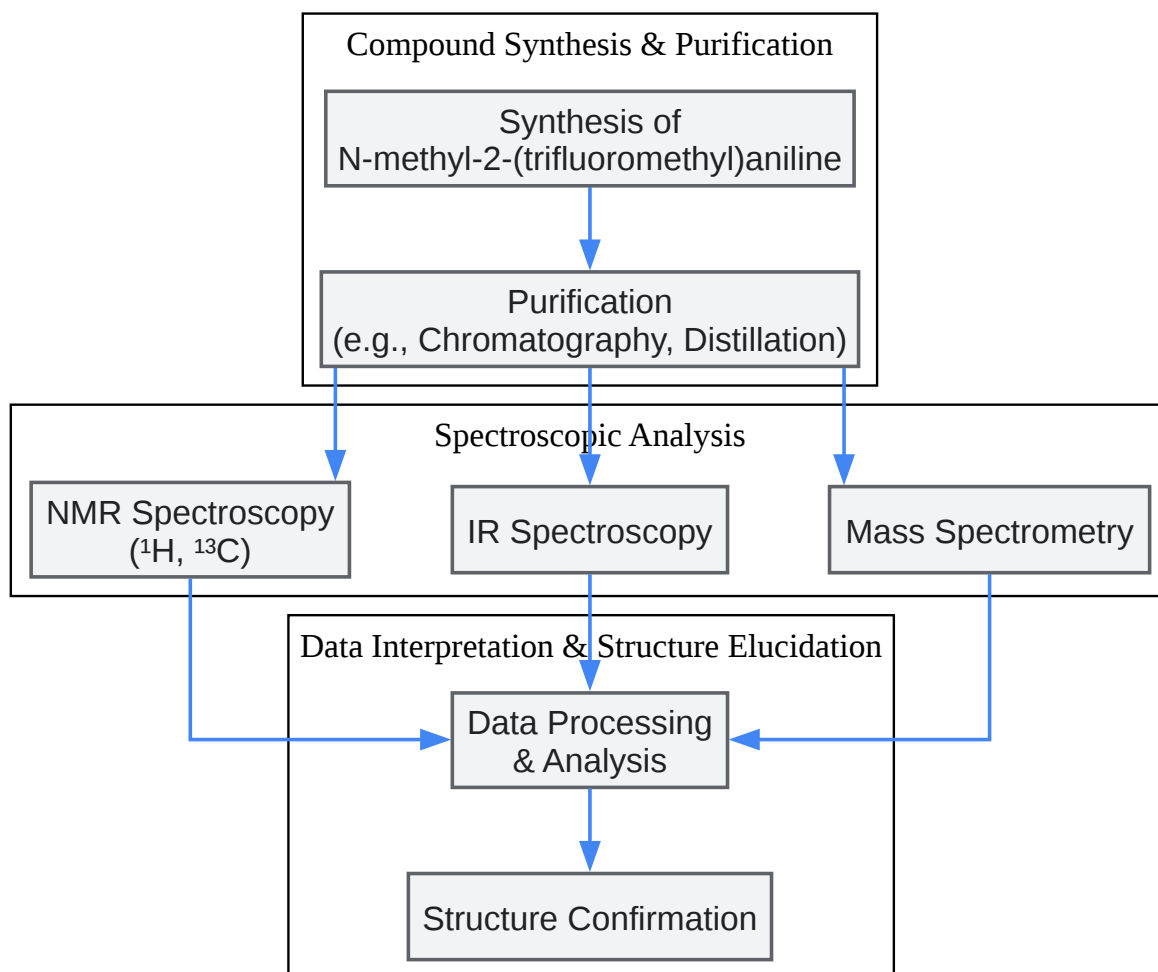 Compound Synthesis & Purification
Synthesis of
N-methyl-2-(trifluoromethyl)aniline
Purification
(e.g., Chromatography, Distillation)
Spectroscopic Analysis
NMR Spectroscopy
(¹H, ¹³C)
IR Spectroscopy
Mass Spectrometry
Data Interpretation & Structure Elucidation
Data Processing
& Analysis
Structure Confirmation